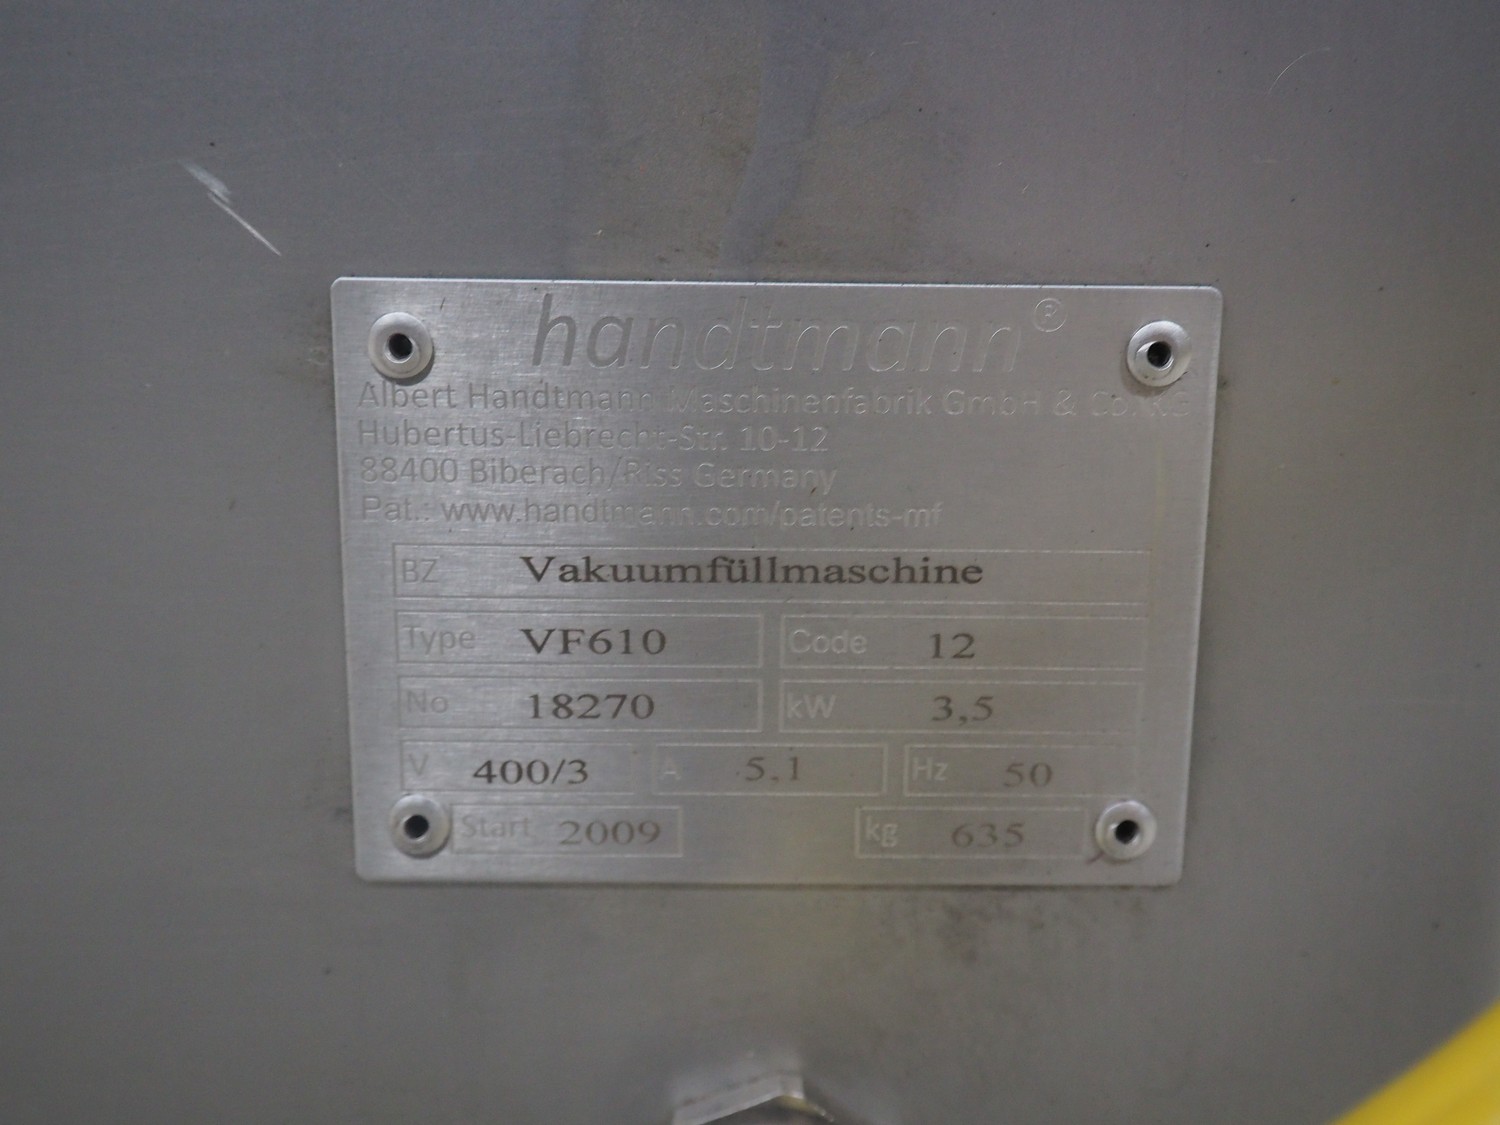 handtmann®
Albert Handtmann Maschinenfabrik GmbH & Co. KG
Hubertus-Liebrecht-Str. 10-12
88400 Biberach/Riss Germany
Pat.: www.handtmann.com/patents-mf
BZ Vakuumfüllmaschine
Type VF610 Code 12
No 18270 kW 3,5
V 400/3 A 5,1 Hz 50
Start 2009 kg 635